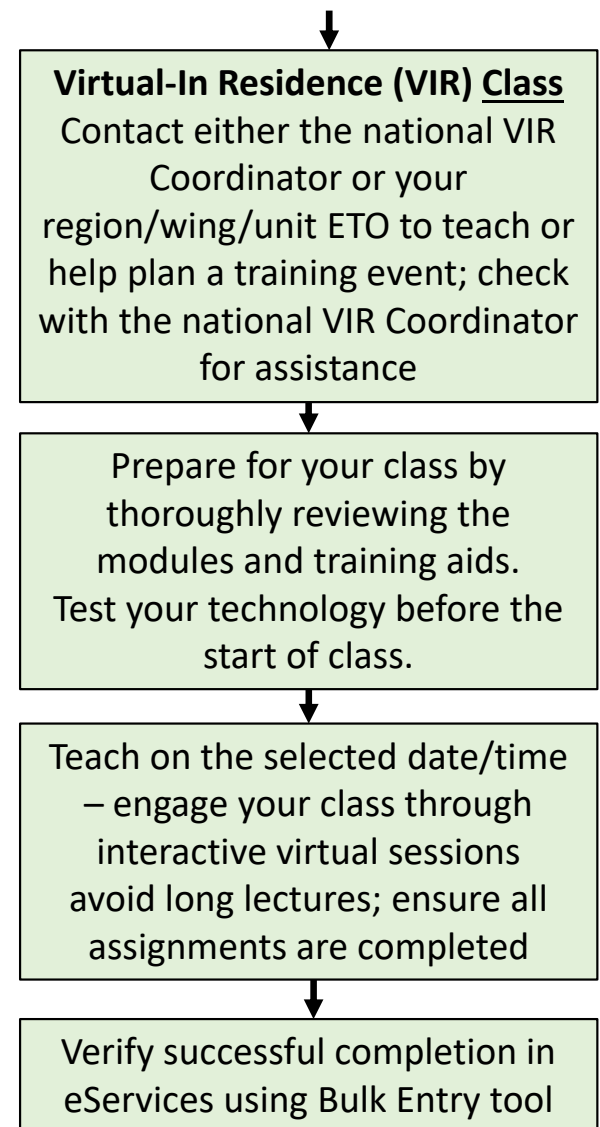 Virtual-In Residence (VIR) Class
Contact either the national VIR
Coordinator or your
region/wing/unit ETO to teach or
help plan a training event; check
with the national VIR Coordinator
for assistance
Prepare for your class by
thoroughly reviewing the
modules and training aids.
Test your technology before the
start of class.
Teach on the selected date/time
– engage your class through
interactive virtual sessions
avoid long lectures; ensure all
assignments are completed
Verify successful completion in
eServices using Bulk Entry tool